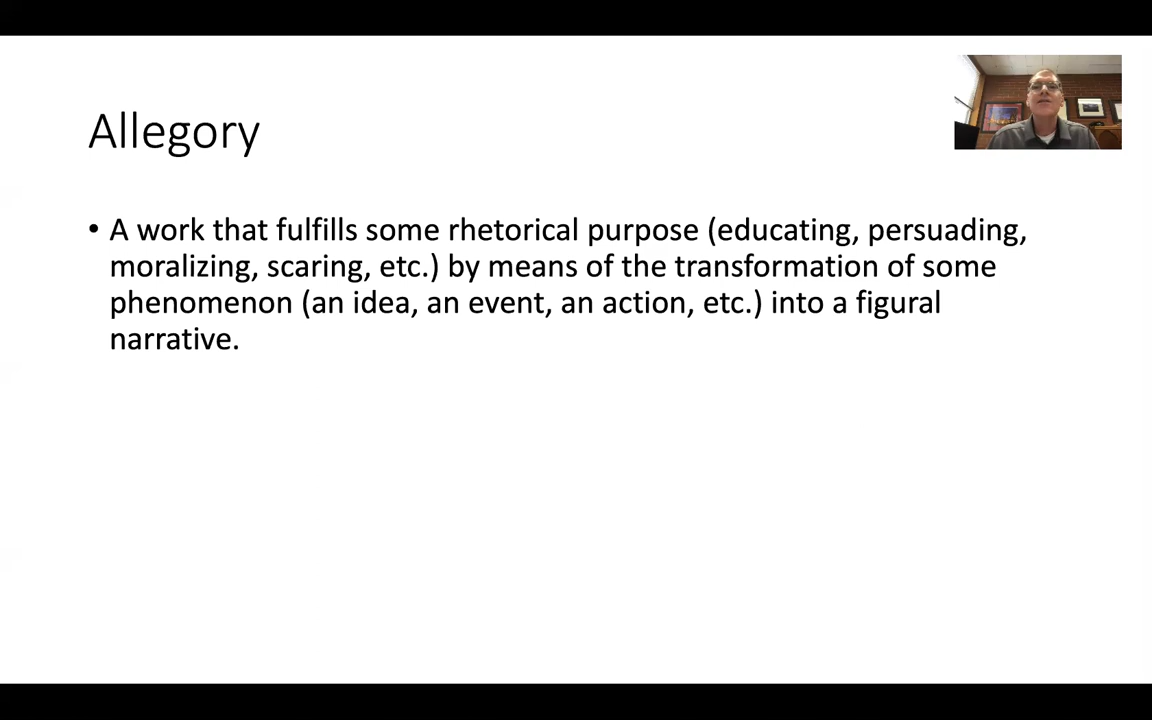 Allegory
• A work that fulfills some rhetorical purpose (educating, persuading,
moralizing, scaring, etc.) by means of the transformation of some
phenomenon (an idea, an event, an action, etc.) into a figural
narrative.